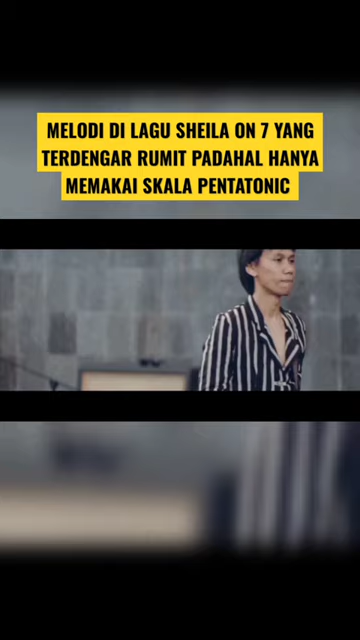 MELODI DI LAGU SHEILA ON 7 YANG
TERDENGAR RUMIT PADAHAL HANYA
MEMAKAI SKALA PENTATONIC